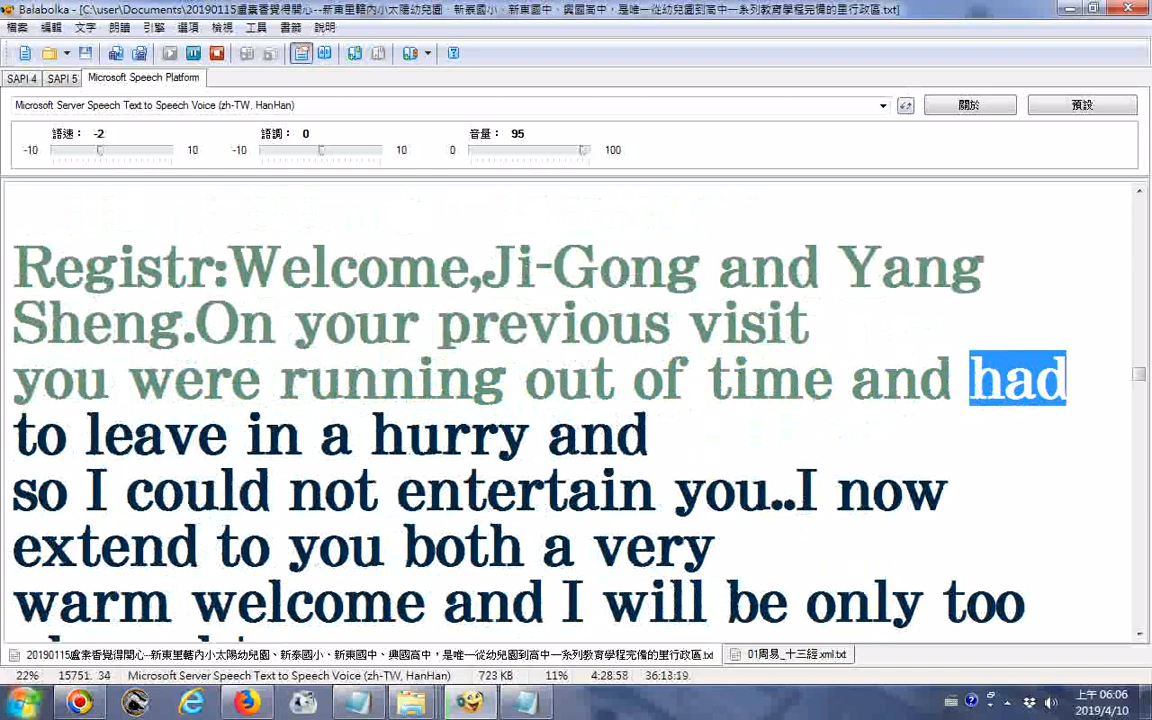 Balabolka - [C:\user\Documents\20190115盧素香覺得開心--新東里轄內小太陽幼兒園、新泰國小、新東國中、興國高中，是唯一從幼兒園到高中一系列教育學程完備的里行政區.txt]
檔案 編輯 文字 朗讀 引擎 選項 檢視 工具 書籤 說明
SAPI 4 SAPI 5 Microsoft Speech Platform
Microsoft Server Speech Text to Speech Voice (zh-TW, HanHan) 關於 預設
語速： -2 語調： 0 音量： 95
-10 10 -10 10 0 100
Registr:Welcome,Ji-Gong and Yang
Sheng.On your previous visit
you were running out of time and had
to leave in a hurry and
so I could not entertain you..I now
extend to you both a very
warm welcome and I will be only too
20190115盧素香覺得開心--新東里轄內小太陽幼兒園、新泰國小、新東國中、興國高中，是唯一從幼兒園到高中一系列教育學程完備的里行政區.txt 01周易_十三經.xml.txt
22% 15751. 34 Microsoft Server Speech Text to Speech Voice (zh-TW, HanHan) 723 KB 11% 4:28:58 36:13:19.
上午 06:06
2019/4/10